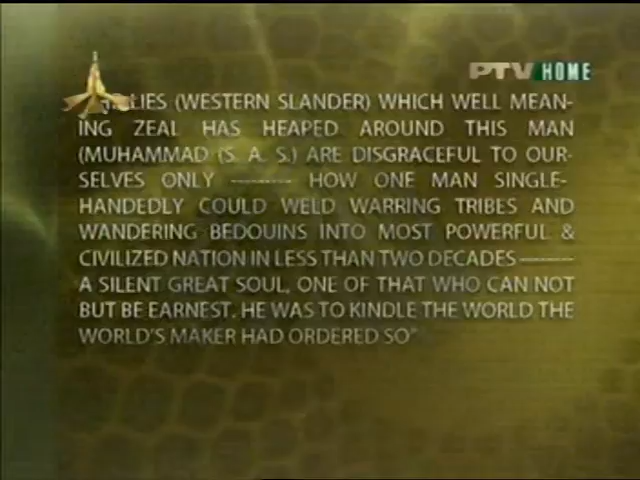 PTV HOME
LIES (WESTERN SLANDER) WHICH WELL MEAN-
ING ZEAL HAS HEAPED AROUND THIS MAN
(MUHAMMAD (S. A. S.) ARE DISGRACEFUL TO OUR-
SELVES ONLY -------- HOW ONE MAN SINGLE-
HANDEDLY COULD WELD WARRING TRIBES AND
WANDERING BEDOUINS INTO MOST POWERFUL &
CIVILIZED NATION IN LESS THAN TWO DECADES -------
A SILENT GREAT SOUL, ONE OF THAT WHO CAN NOT
BUT BE EARNEST. HE WAS TO KINDLE THE WORLD THE
WORLD'S MAKER HAD ORDERED SO"